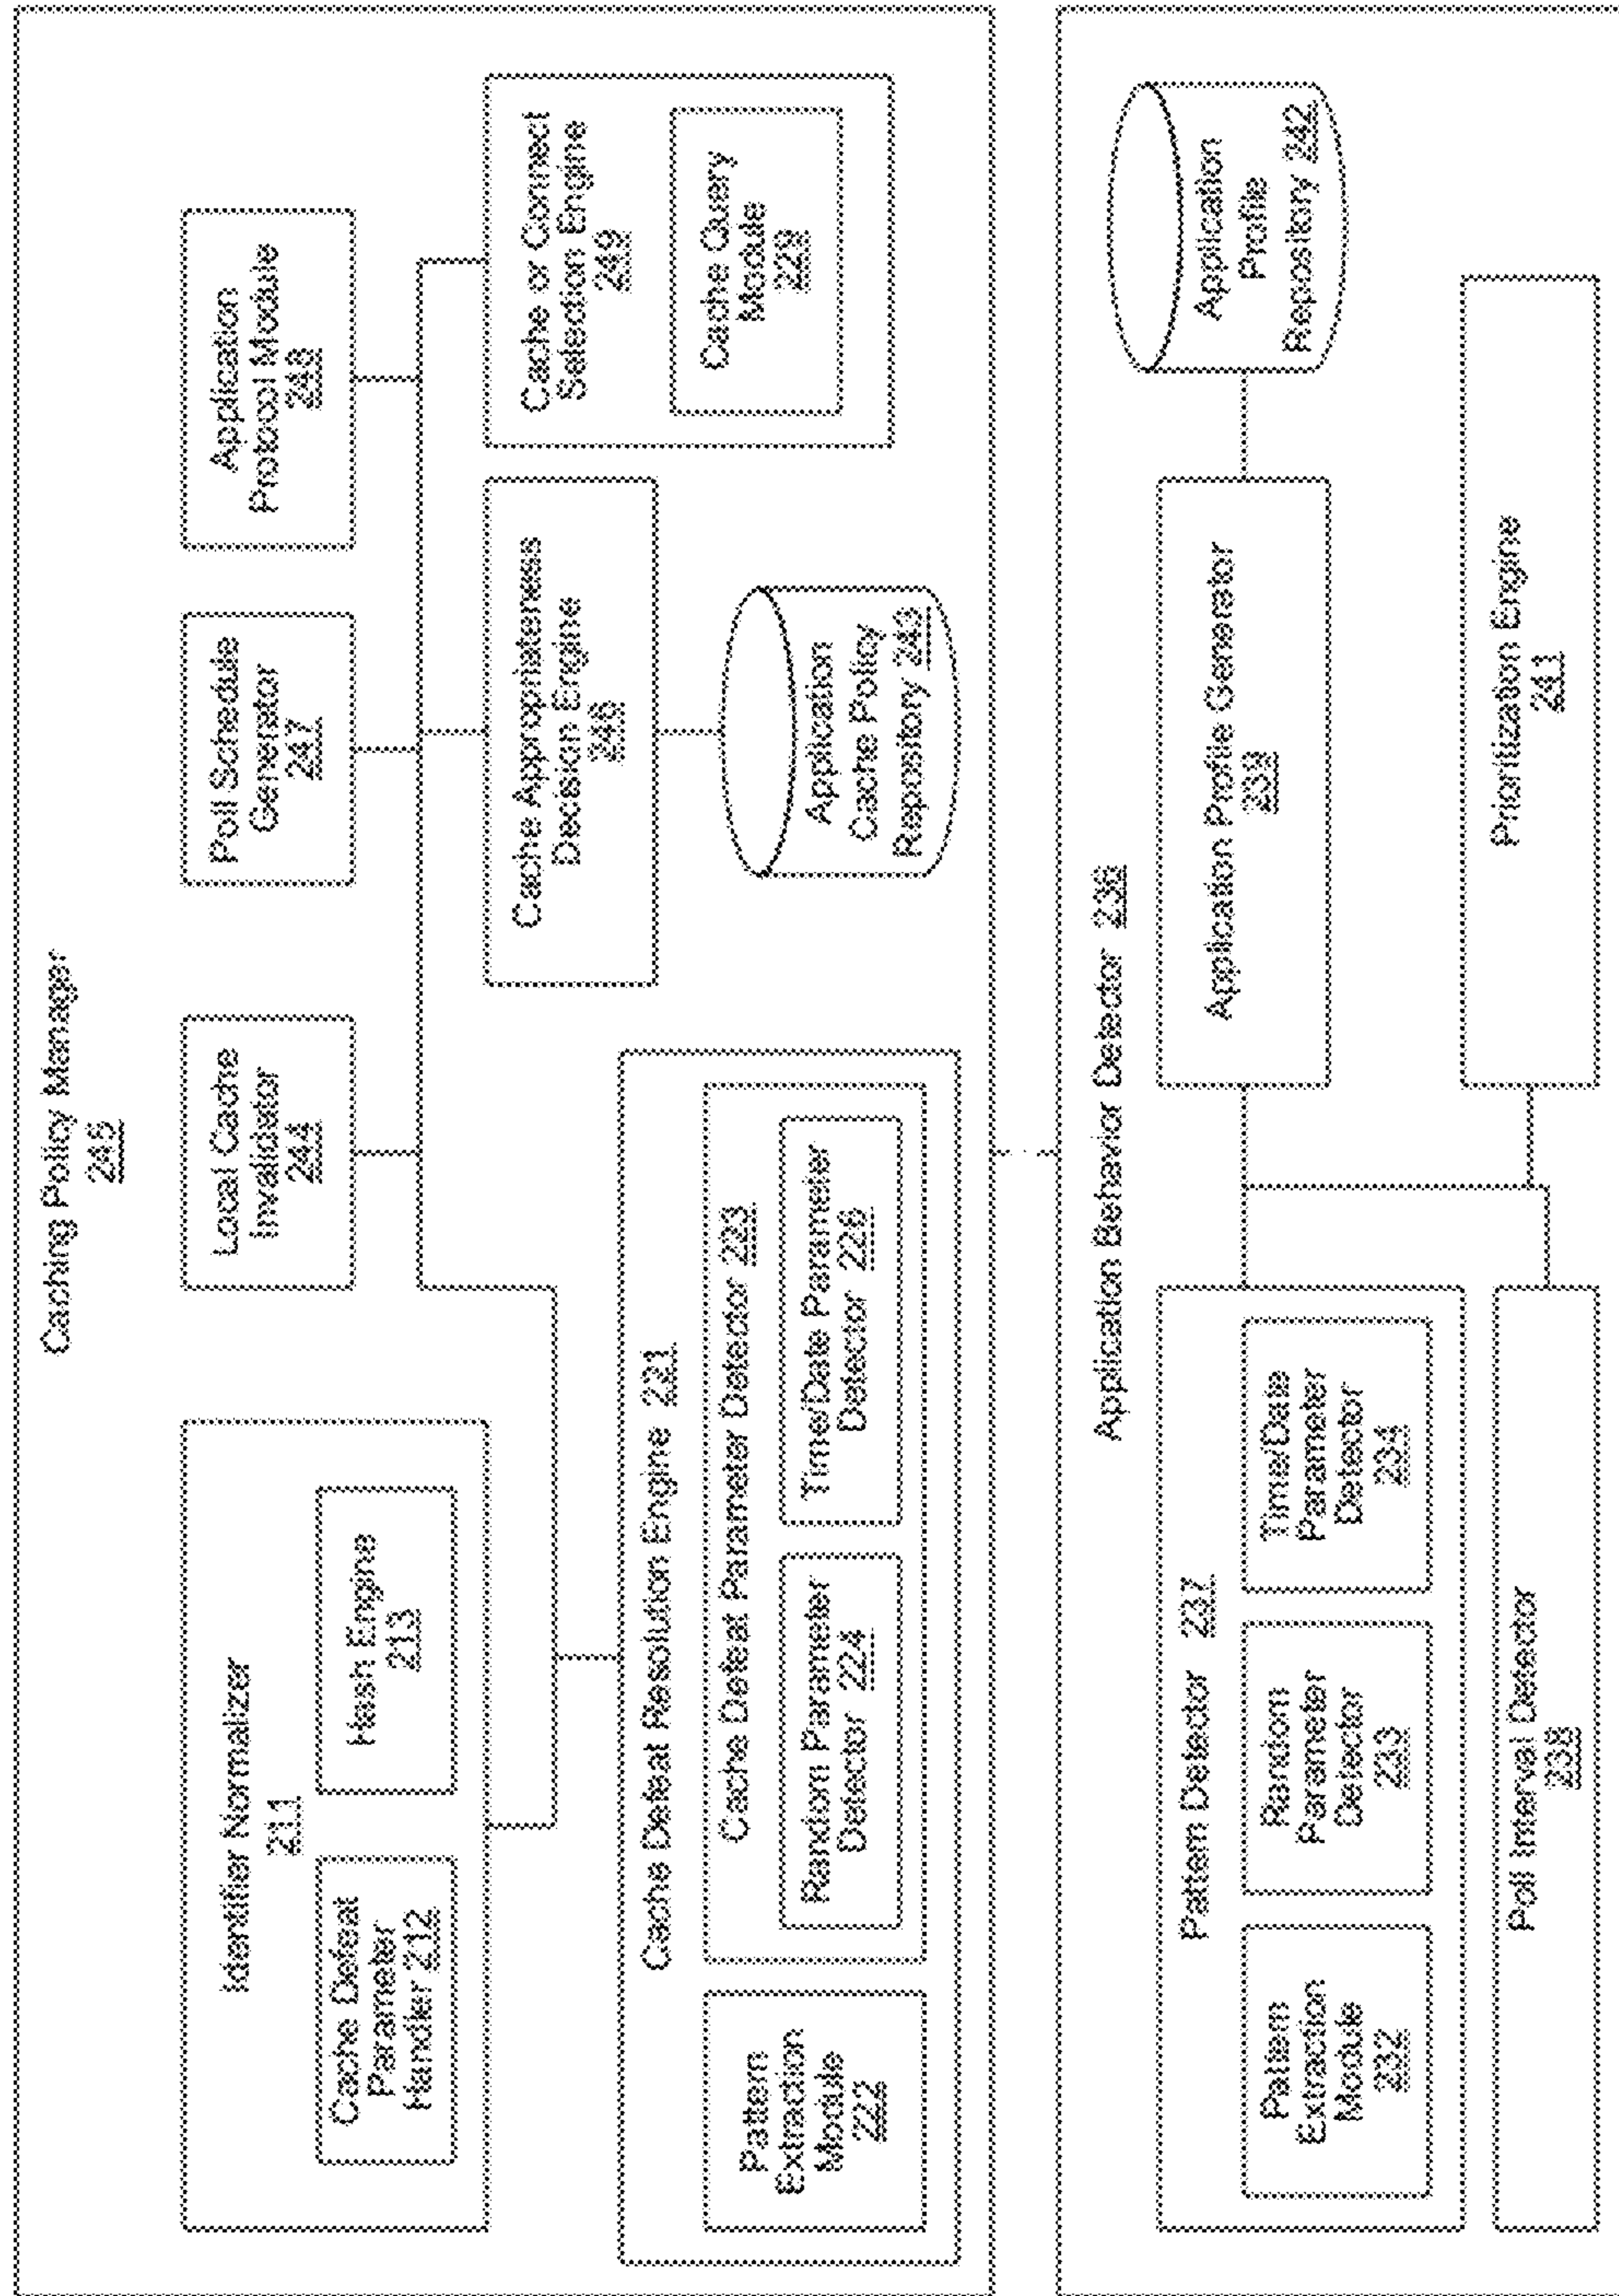 Caching Policy Manager
245
Identifier Normalizer
211
Cache Defeat
Parameter
Handler 212
Hash Engine
213
Local Cache
Invalidator
244
Poll Schedule
Generator
247
Application
Protocol Module
248
Cache Defeat Resolution Engine 221
Pattern
Extraction
Module
222
Cache Defeat Parameter Detector 223
Random Parameter
Detector 224
Time/Date Parameter
Detector 226
Cache Appropriateness
Decision Engine
246
Application
Cache Policy
Repository 243
Cache or Connect
Selection Engine
249
Cache Query
Module
229
Application Behavior Detector 236
Pattern Detector 237
Pattern
Extraction
Module
232
Random
Parameter
Detector
233
Time/Date
Parameter
Detector
234
Poll Interval Detector
238
Application Profile Generator
239
Prioritization Engine
241
Application
Profile
Repository 242